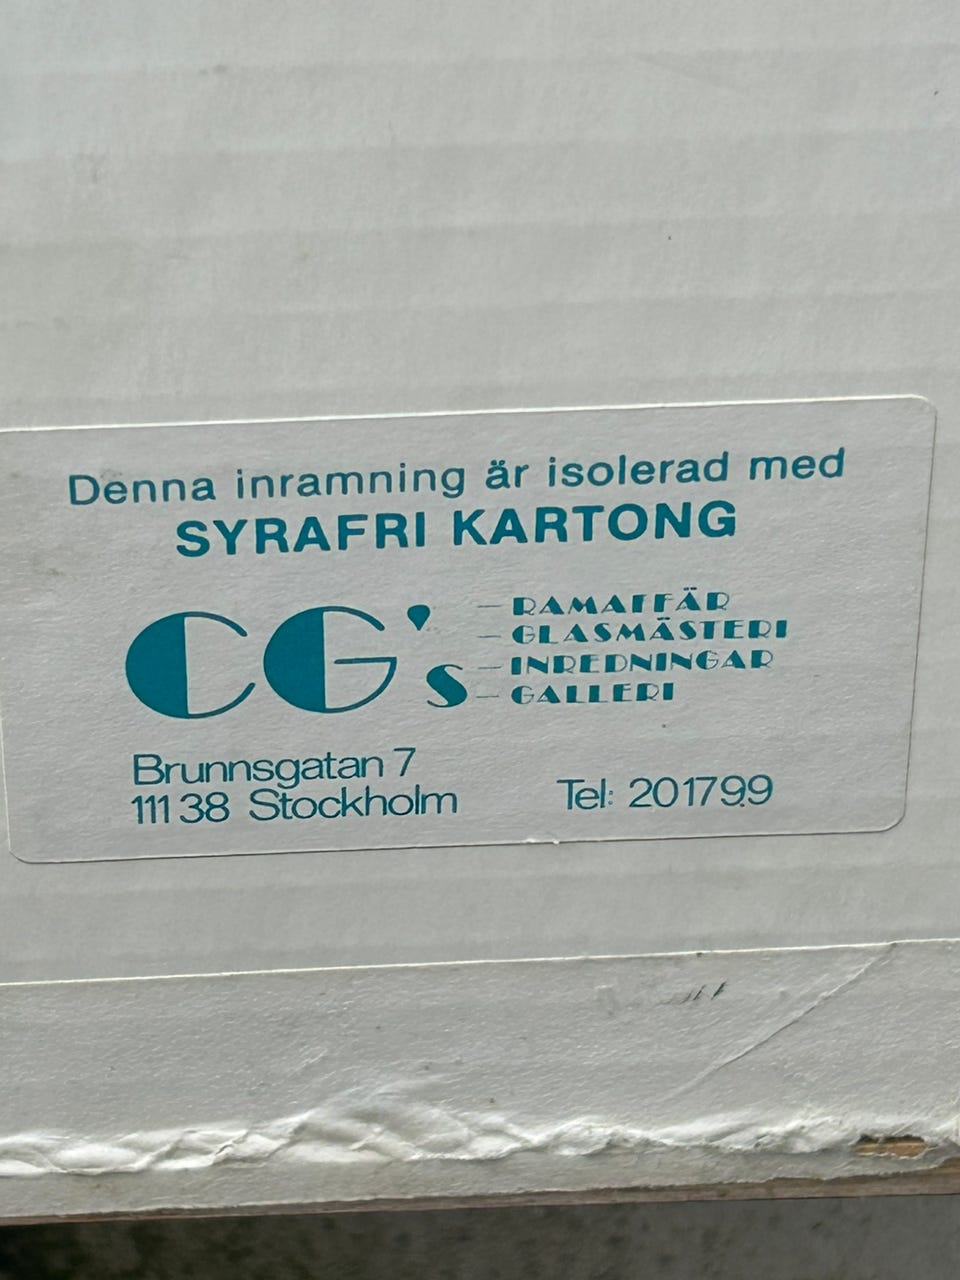 Denna inramning är isolerad med
SYRAFRI KARTONG
CG's
– RAMAFFÄR
– GLASMÄSTERI
– INREDNINGAR
– GALLERI
Brunnsgatan 7
111 38 Stockholm
Tel: 201799